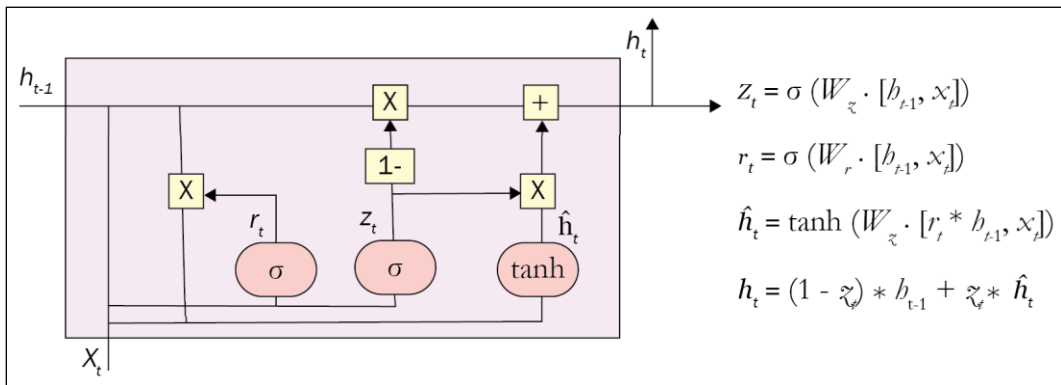 h_t
h_{t-1}
X
+
1-
X
X
r_t
z_t
ĥ_t
σ
σ
tanh
X_t
z_t = σ (W_z · [h_{t-1}, x_t])
r_t = σ (W_r · [h_{t-1}, x_t])
ĥ_t = tanh (W_z · [r_t * h_{t-1}, x_t])
h_t = (1 - z_t) * h_{t-1} + z_t * ĥ_t